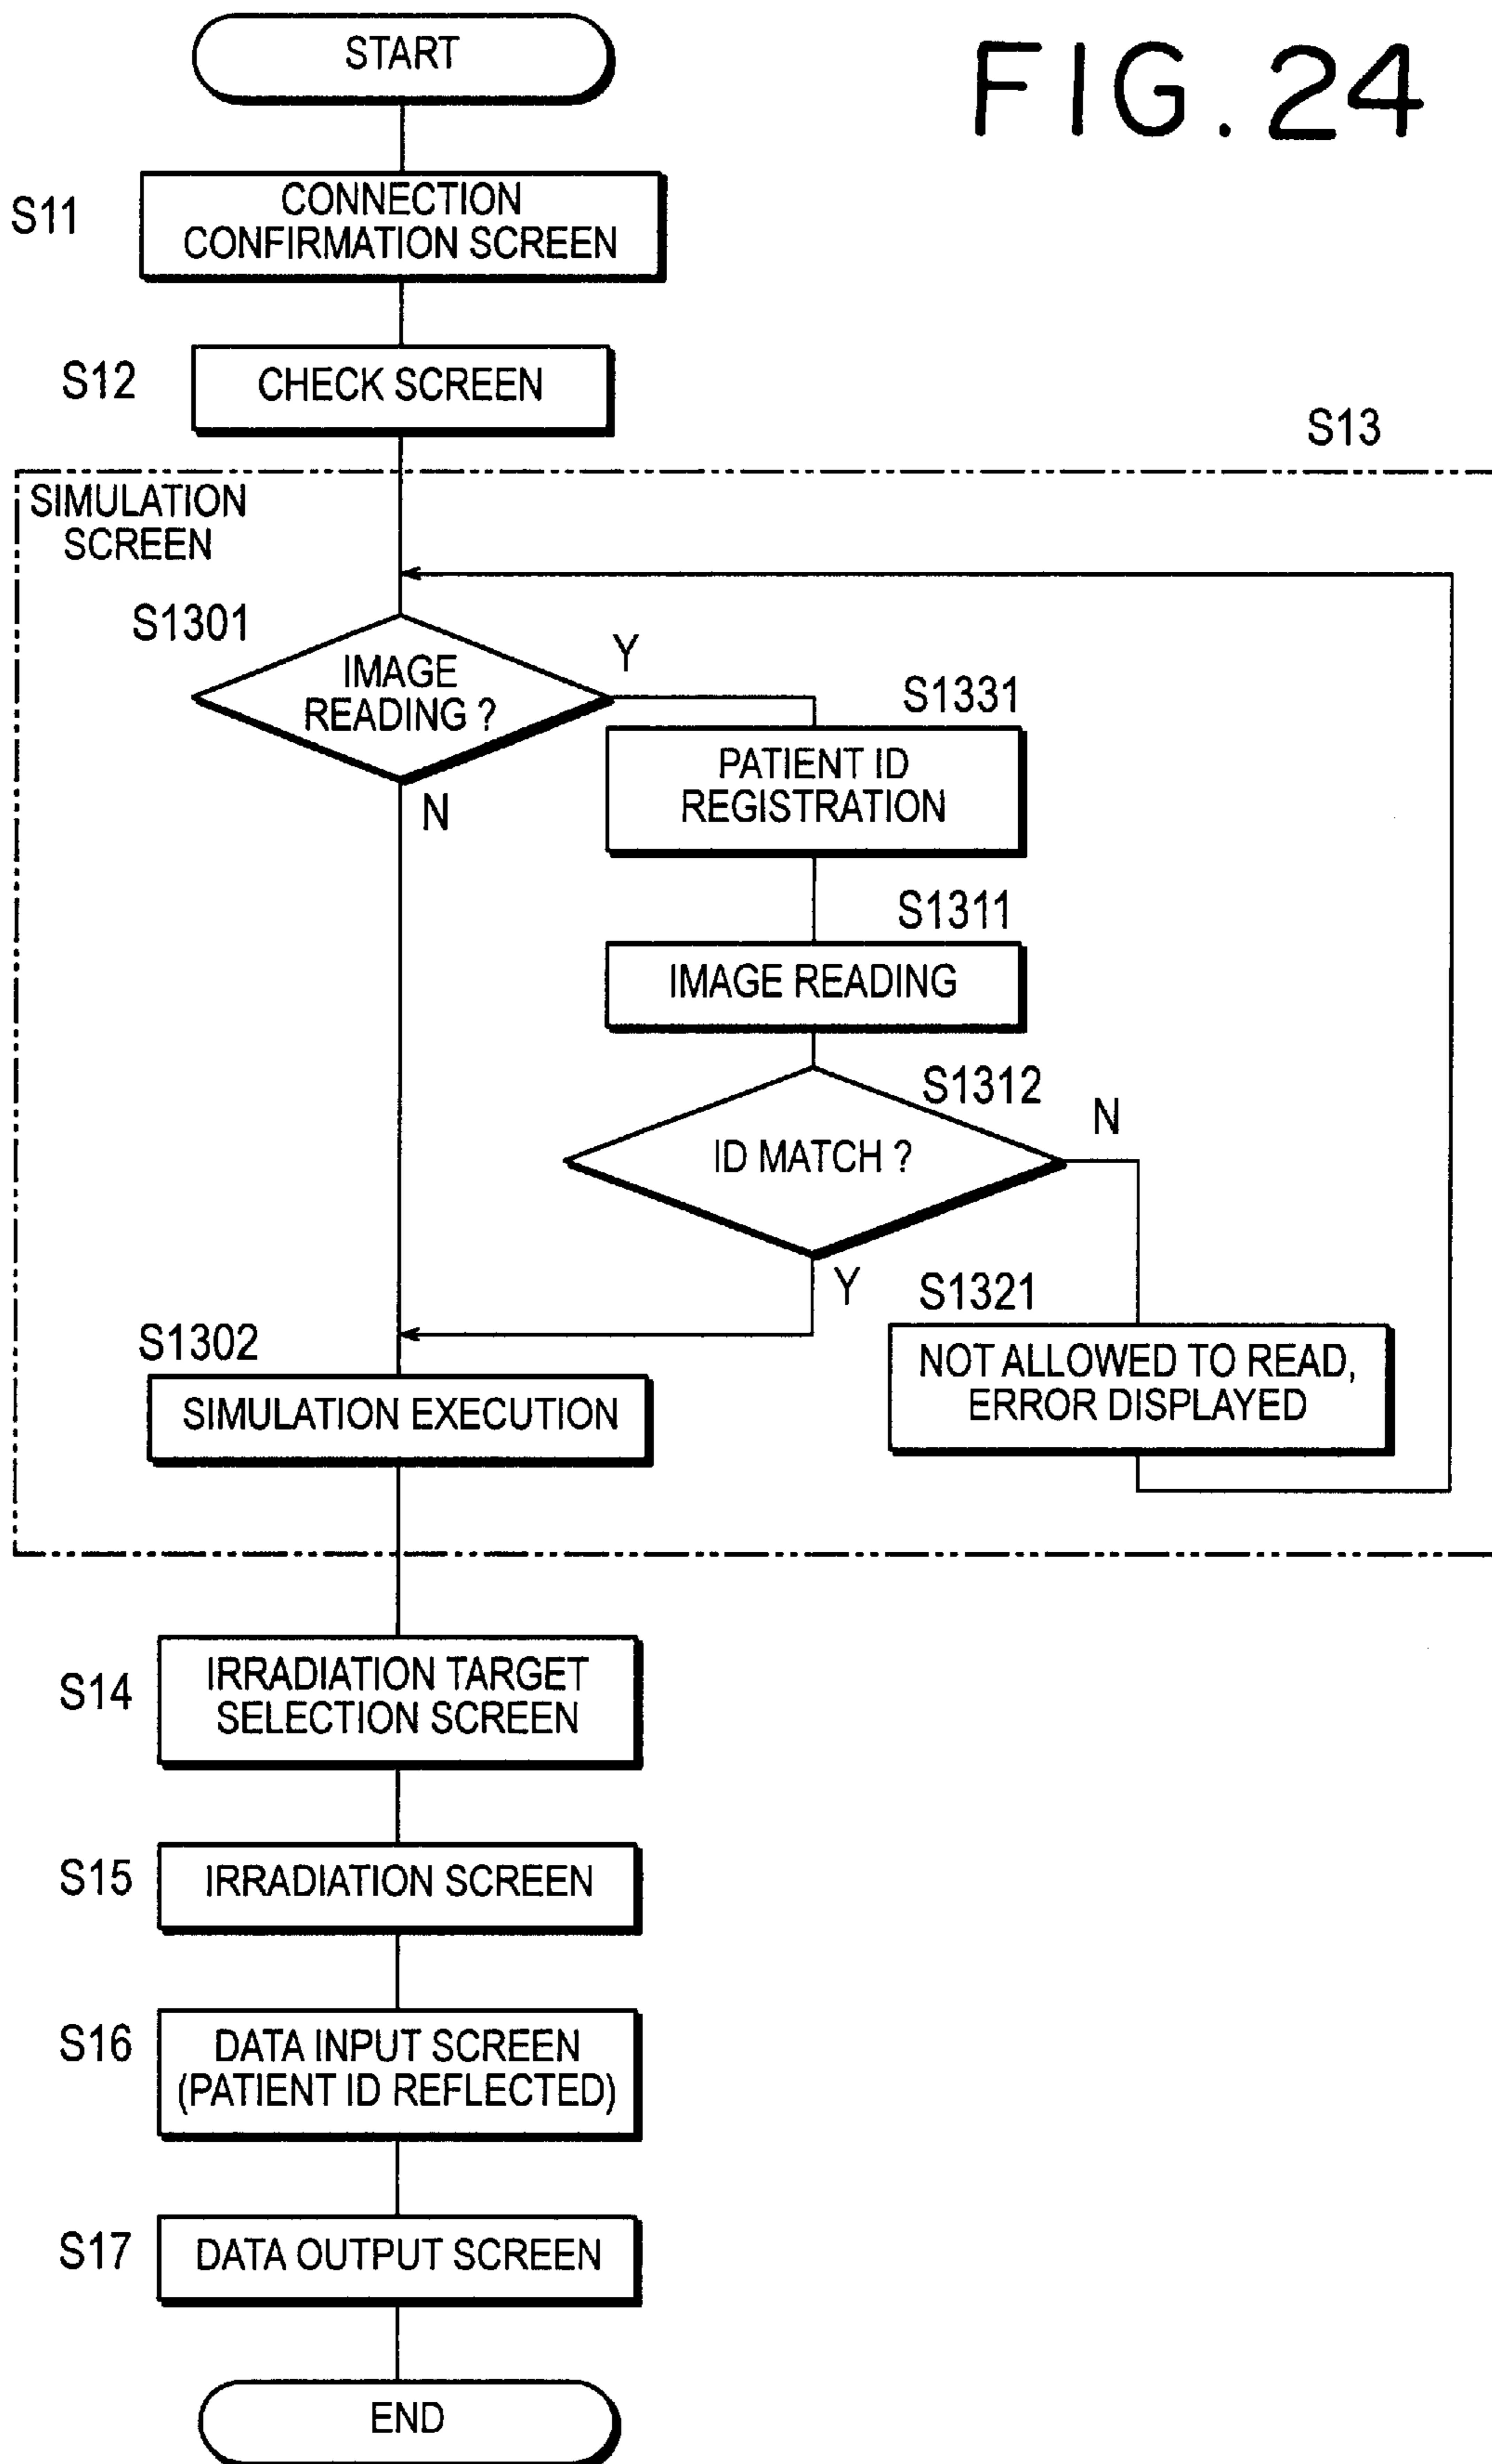 FIG. 24
START
S11
CONNECTION
CONFIRMATION SCREEN
S12
CHECK SCREEN
S13
SIMULATION
SCREEN
S1301
IMAGE
READING ?
Y
N
S1331
PATIENT ID
REGISTRATION
S1311
IMAGE READING
S1312
ID MATCH ?
N
Y
S1321
NOT ALLOWED TO READ,
ERROR DISPLAYED
S1302
SIMULATION EXECUTION
S14
IRRADIATION TARGET
SELECTION SCREEN
S15
IRRADIATION SCREEN
S16
DATA INPUT SCREEN
(PATIENT ID REFLECTED)
S17
DATA OUTPUT SCREEN
END